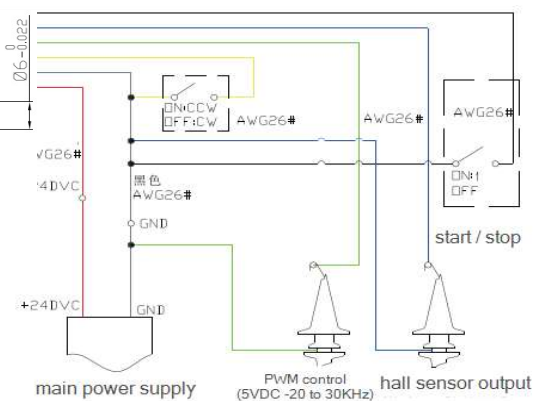 Ø6-0.022 0
ON:CCW
OFF:CW
AWG26#
AWG26#
AWG26#
VG26#
黑色
AWG26#
24DVC
ON:1
OFF
GND
start / stop
+24DVC
GND
PWM control
(5VDC -20 to 30KHz)
hall sensor output
main power supply